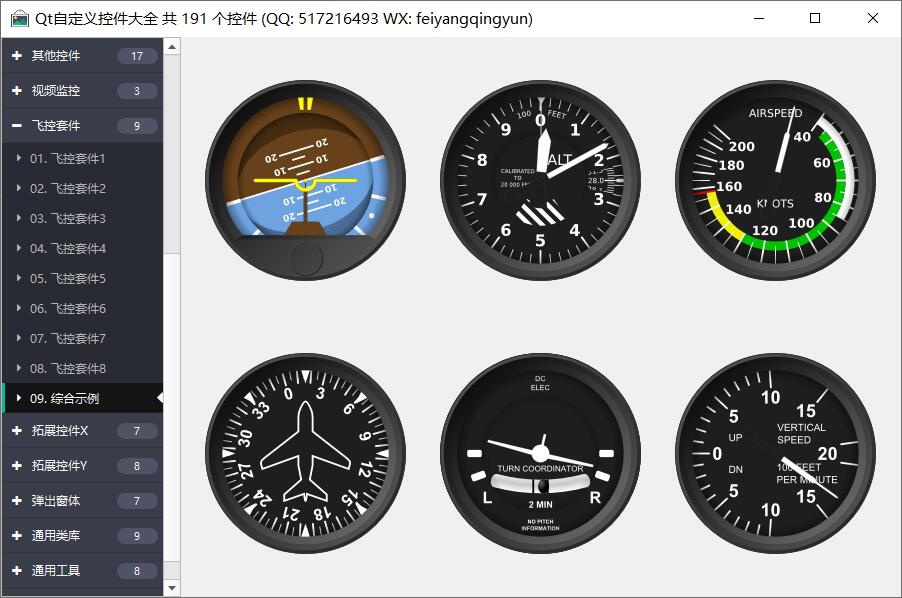 Qt自定义控件大全 共 191 个控件 (QQ: 517216493 WX: feiyangqingyun)
其他控件 17
视频监控 3
飞控套件 9
01. 飞控套件1
02. 飞控套件2
03. 飞控套件3
04. 飞控套件4
05. 飞控套件5
06. 飞控套件6
07. 飞控套件7
08. 飞控套件8
09. 综合示例
拓展控件X 7
拓展控件Y 8
弹出窗体 7
通用类库 9
通用工具 8
20 20
10 10
10 10
20 20
100 FEET
0 1 2 3 4 5 6 7 8 9
ALT
CALIBRATED
TO
20 000 FEET
28.0
AIRSPEED
40
60
80
100
120
140
160
180
200
KNOTS
0 3 6 9 12 15 18 21 24 27 30 33
DC
ELEC
TURN COORDINATOR
L R
2 MIN
NO PITCH
INFORMATION
10
5 15
VERTICAL
SPEED
UP
0 20
DN
100 FEET
PER MINUTE
5 15
10